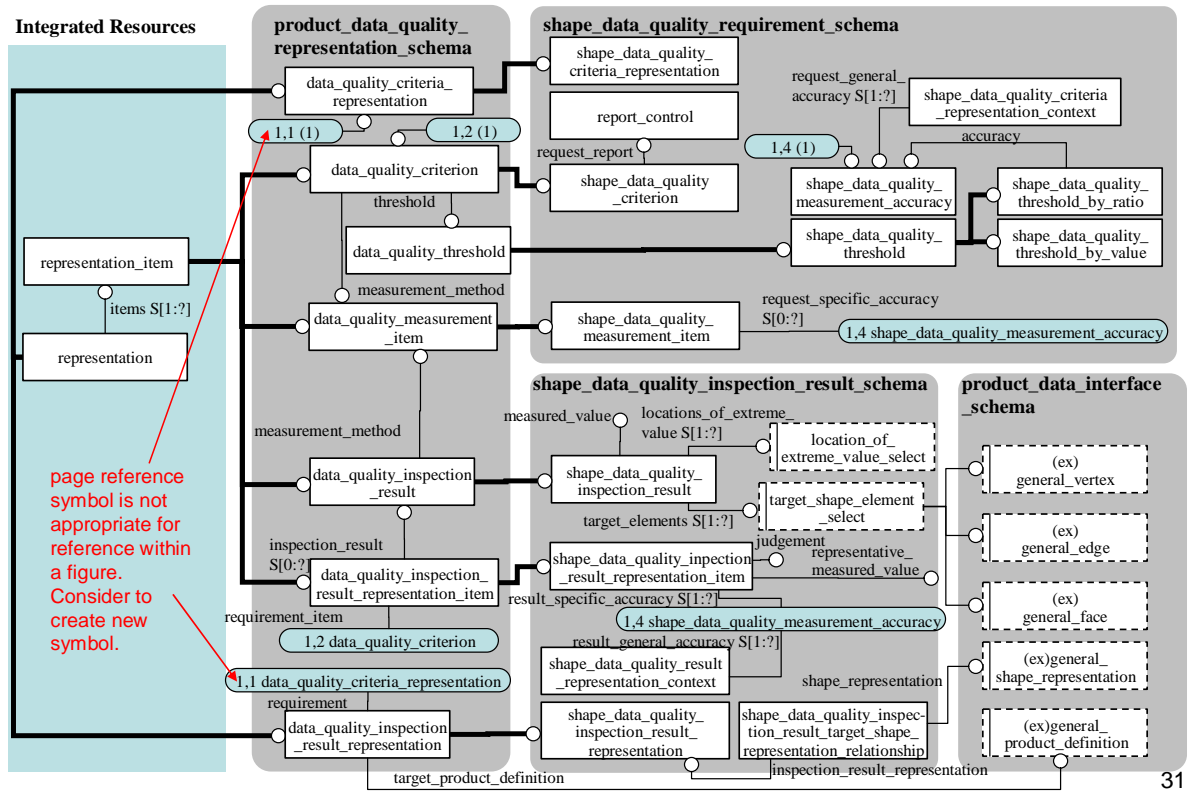 Integrated Resources
product_data_quality_
representation_schema
shape_data_quality_requirement_schema
data_quality_criteria_
representation
shape_data_quality_
criteria_representation
request_general_
accuracy S[1:?]
shape_data_quality_criteria
_representation_context
1,1 (1)
1,2 (1)
report_control
1,4 (1)
accuracy
request_report
data_quality_criterion
shape_data_quality
_criterion
shape_data_quality_
measurement_accuracy
shape_data_quality_
threshold_by_ratio
threshold
data_quality_threshold
shape_data_quality_
threshold
shape_data_quality_
threshold_by_value
representation_item
items S[1:?]
representation
measurement_method
data_quality_measurement
_item
shape_data_quality_
measurement_item
request_specific_accuracy
S[0:?]
1,4 shape_data_quality_measurement_accuracy
shape_data_quality_inspection_result_schema
product_data_interface
_schema
measured_value
locations_of_extreme_
value S[1:?]
location_of_
extreme_value_select
measurement_method
data_quality_inspection
_result
shape_data_quality_
inspection_result
target_shape_element
_select
target_elements S[1:?]
(ex)
general_vertex
(ex)
general_edge
(ex)
general_face
(ex)general_
shape_representation
(ex)general_
product_definition
page reference
symbol is not
appropriate for
reference within
a figure.
Consider to
create new
symbol.
inspection_result
S[0:?]
data_quality_inspection_
result_representation_item
shape_data_quality_inpection
_result_representation_item
judgement
representative_
measured_value
result_specific_accuracy S[1:?]
requirement_item
1,2 data_quality_criterion
1,4 shape_data_quality_measurement_accuracy
result_general_accuracy S[1:?]
shape_data_quality_result
_representation_context
shape_representation
1,1 data_quality_criteria_representation
requirement
data_quality_inspection
_result_representation
shape_data_quality_
inspection_result_
representation
shape_data_quality_inspec-
tion_result_target_shape_
representation_relationship
inspection_result_representation
target_product_definition
31